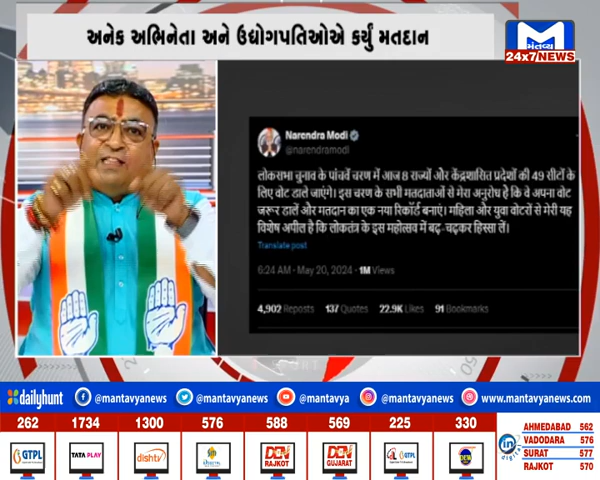 અનેક અભિનેતા અને ઉદ્યોગપતિઓએ કર્યું મતદાન
મંતવ્ય
24x7NEWS
Narendra Modi
@narendramodi
लोकसभा चुनाव के पांचवें चरण में आज 8 राज्यों और केंद्रशासित प्रदेशों की 49 सीटों के
लिए वोट डाले जाएंगे। इस चरण के सभी मतदाताओं से मेरा अनुरोध है कि वे अपना वोट
जरूर डालें और मतदान का एक नया रिकॉर्ड बनाएं। महिला और युवा वोटरों से मेरी यह
विशेष अपील है कि लोकतंत्र के इस महोत्सव में बढ़-चढ़कर हिस्सा लें।
Translate post
6:24 AM · May 20, 2024 · 1M Views
4,902 Reposts 137 Quotes 22.9K Likes 91 Bookmarks
dailyhunt @mantavyanews @mantavyanews @mantavya @mantavyanews www.mantavyanews.com
262 1734 1300 576 588 569 225 330
GTPL TATA PLAY dishtv DEN RAJKOT DEN GUJARAT GTPL in digital
AHMEDABAD 562
VADODARA 576
SURAT 577
RAJKOT 570